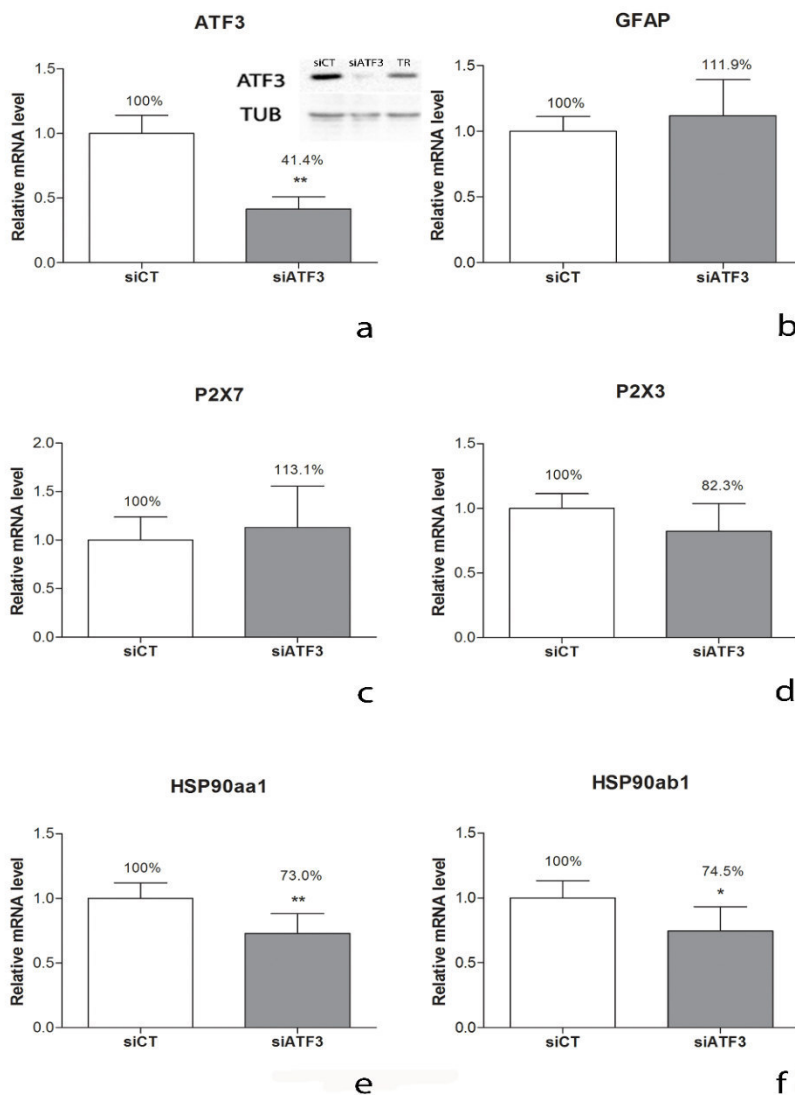 ATF3
Relative mRNA level
1.5
1.0
0.5
0.0
100%
41.4%
**
siCT
siATF3
siCT siATF3 TR
ATF3
TUB
a
GFAP
Relative mRNA level
1.5
1.0
0.5
0.0
100%
111.9%
siCT
siATF3
b
P2X7
Relative mRNA level
2.0
1.5
1.0
0.5
0.0
100%
113.1%
siCT
siATF3
c
P2X3
Relative mRNA level
1.5
1.0
0.5
0.0
100%
82.3%
siCT
siATF3
d
HSP90aa1
Relative mRNA level
1.5
1.0
0.5
0.0
100%
73.0%
**
siCT
siATF3
e
HSP90ab1
Relative mRNA level
1.5
1.0
0.5
0.0
100%
74.5%
*
siCT
siATF3
f